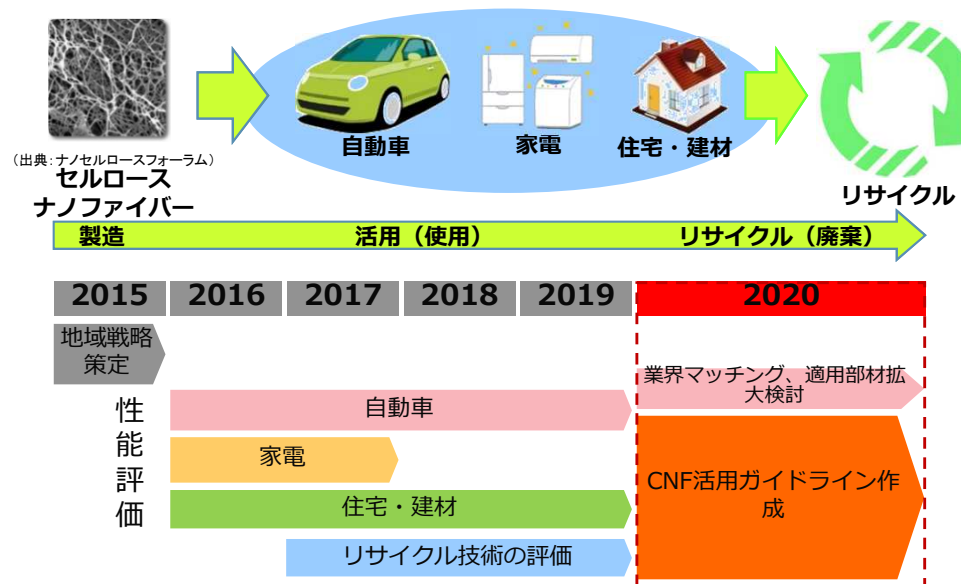 自動車
家電
住宅・建材
(出典:ナノセルロースフォーラム)
セルロース
ナノファイバー
リサイクル
製造
活用(使用)
リサイクル(廃棄)
2015
2016
2017
2018
2019
2020
地域戦略
策定
業界マッチング、適用部材拡
大検討
性能評価
自動車
家電
住宅・建材
リサイクル技術の評価
CNF活用ガイドライン作
成